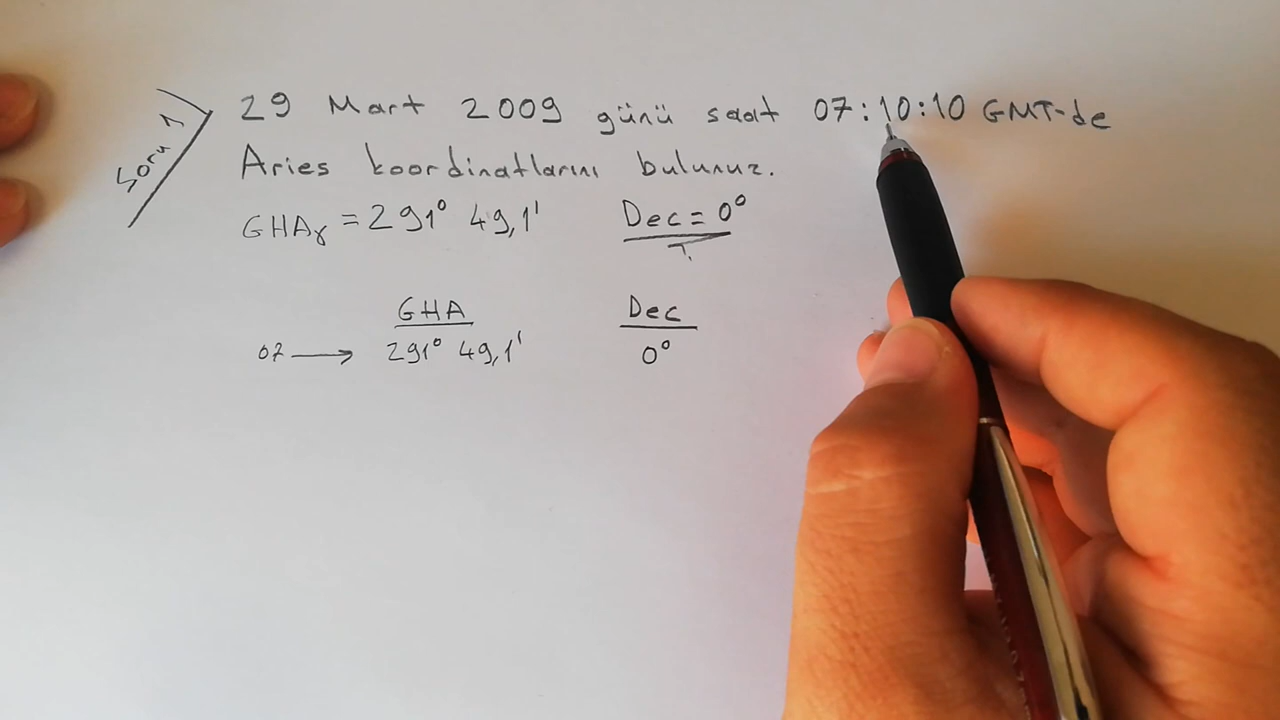 Soru 1
29 Mart 2009 günü saat 07:10:10 GMT-de
Aries koordinatlarını bulunuz.
GHAɤ = 291° 49,1' Dec = 0°
T.
GHA Dec
07 → 291° 49,1' 0°